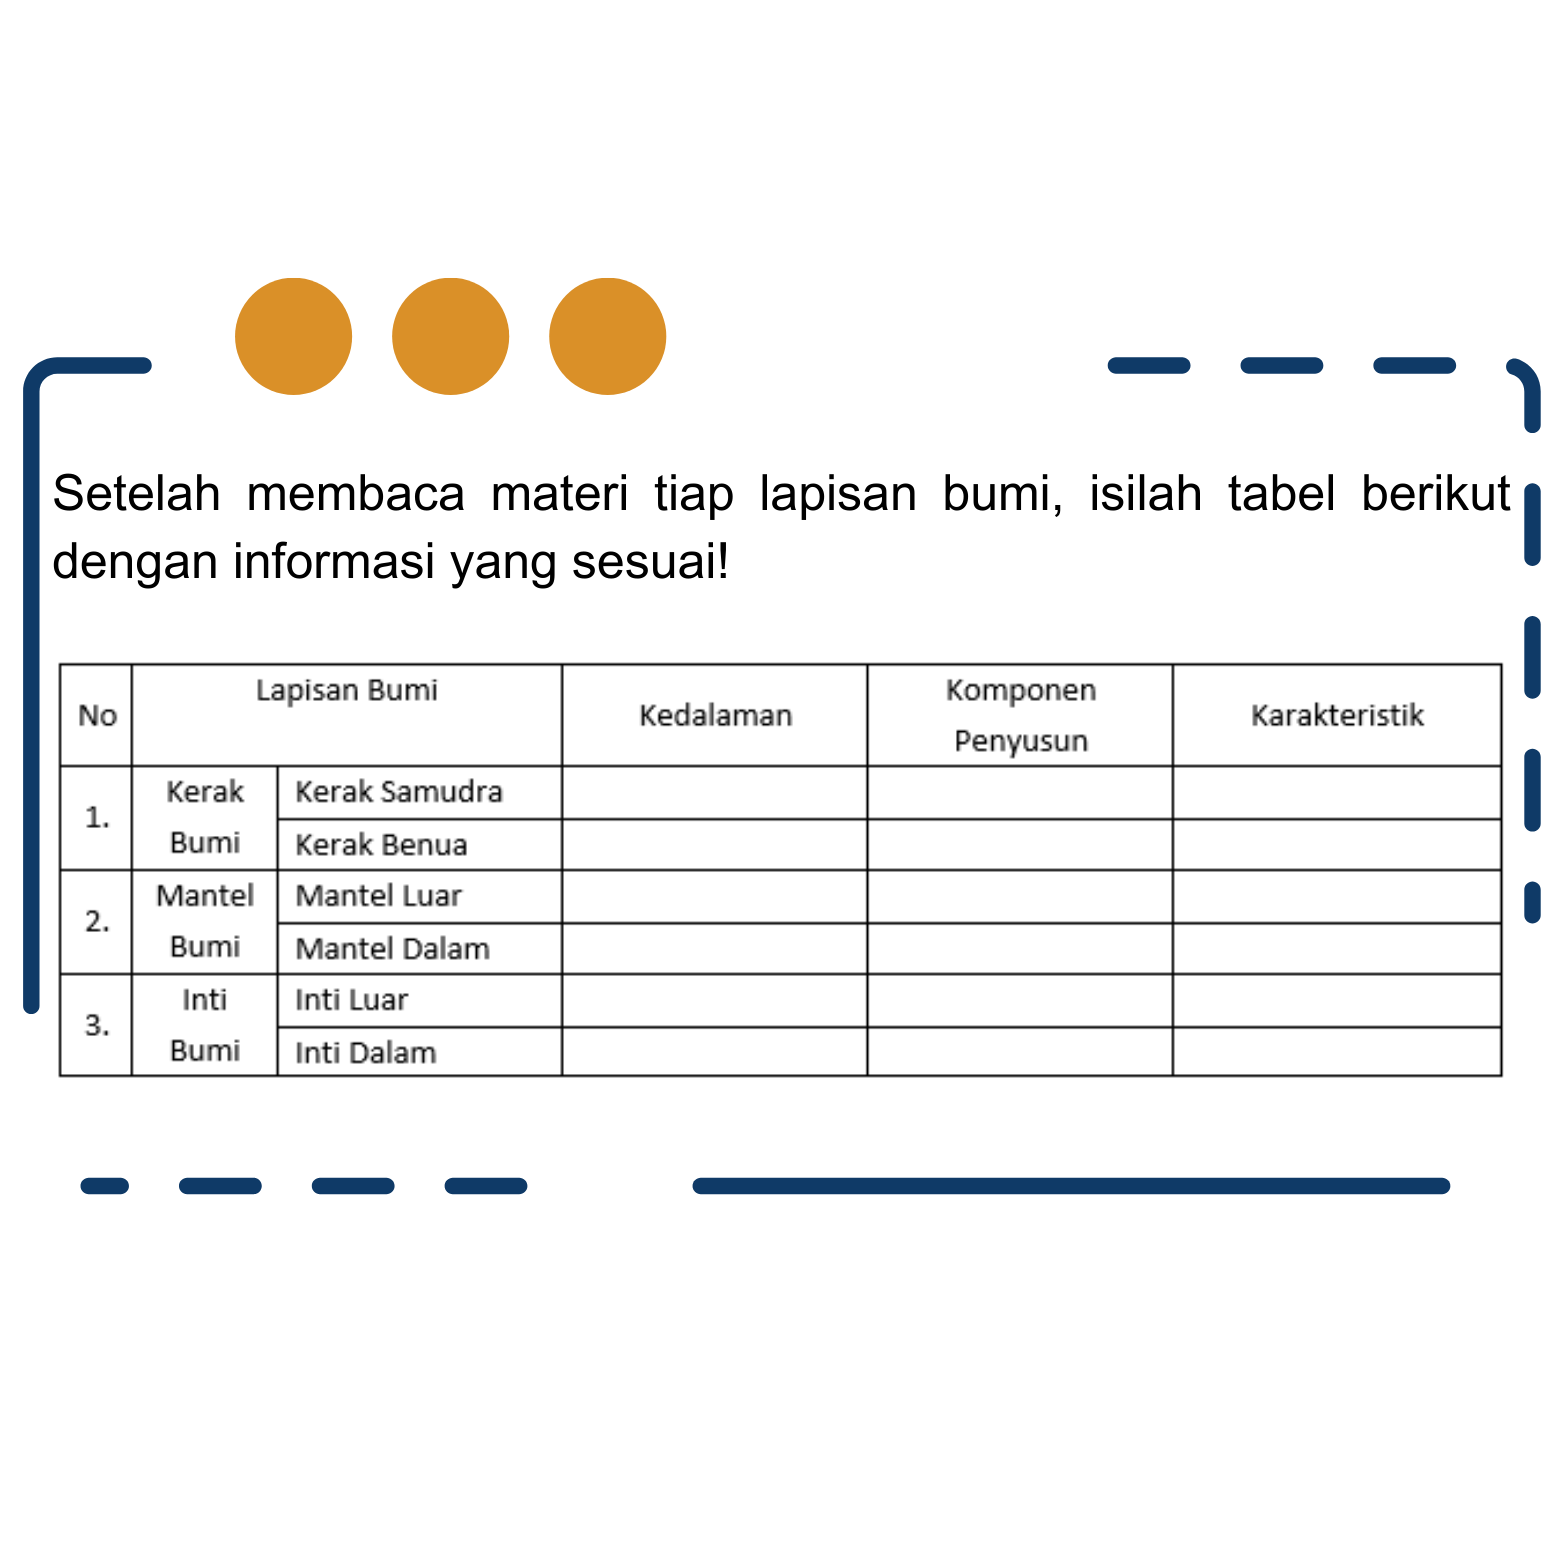 Setelah membaca materi tiap lapisan bumi, isilah tabel berikut
dengan informasi yang sesuai!
No
Lapisan Bumi
Kedalaman
Komponen
Penyusun
Karakteristik
1.
Kerak
Bumi
Kerak Samudra
Kerak Benua
2.
Mantel
Bumi
Mantel Luar
Mantel Dalam
3.
Inti
Bumi
Inti Luar
Inti Dalam